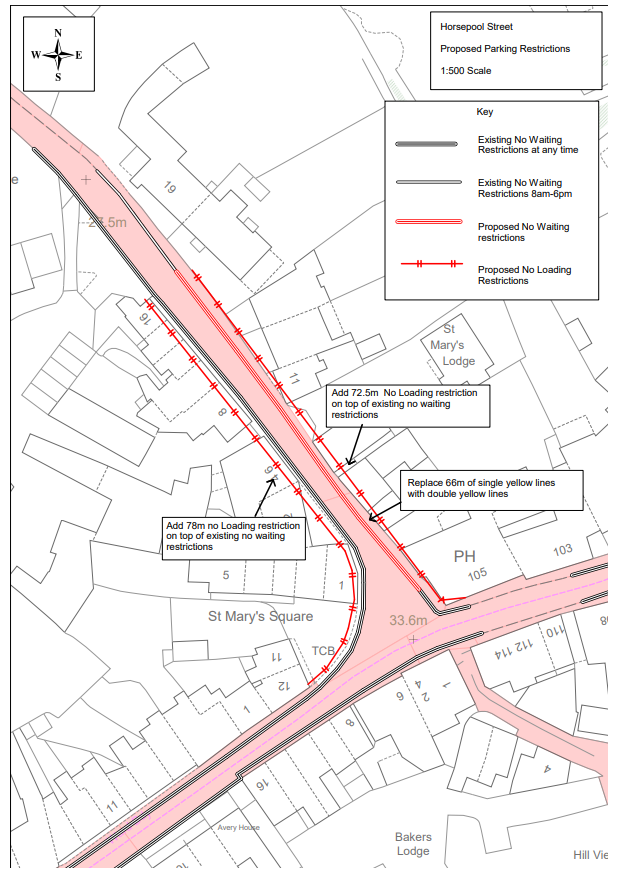 N
W E
S
Horsepool Street
Proposed Parking Restrictions
1:500 Scale
Key
Existing No Waiting
Restrictions at any time
Existing No Waiting
Restrictions 8am-6pm
Proposed No Waiting
restrictions
Proposed No Loading
Restrictions
e
19
27.5m
16
St
Mary's
Lodge
11
8
Add 72.5m No Loading restriction
on top of existing no waiting
restrictions
Replace 66m of single yellow lines
with double yellow lines
Add 78m no Loading restriction
on top of existing no waiting
restrictions
PH
103
105
5
1
St Mary's Square
33.6m
TCB
110
112
114
11
12
1
4
2
6
1
8
4
16
11
Avery House
Bakers
Lodge
Hill Vie